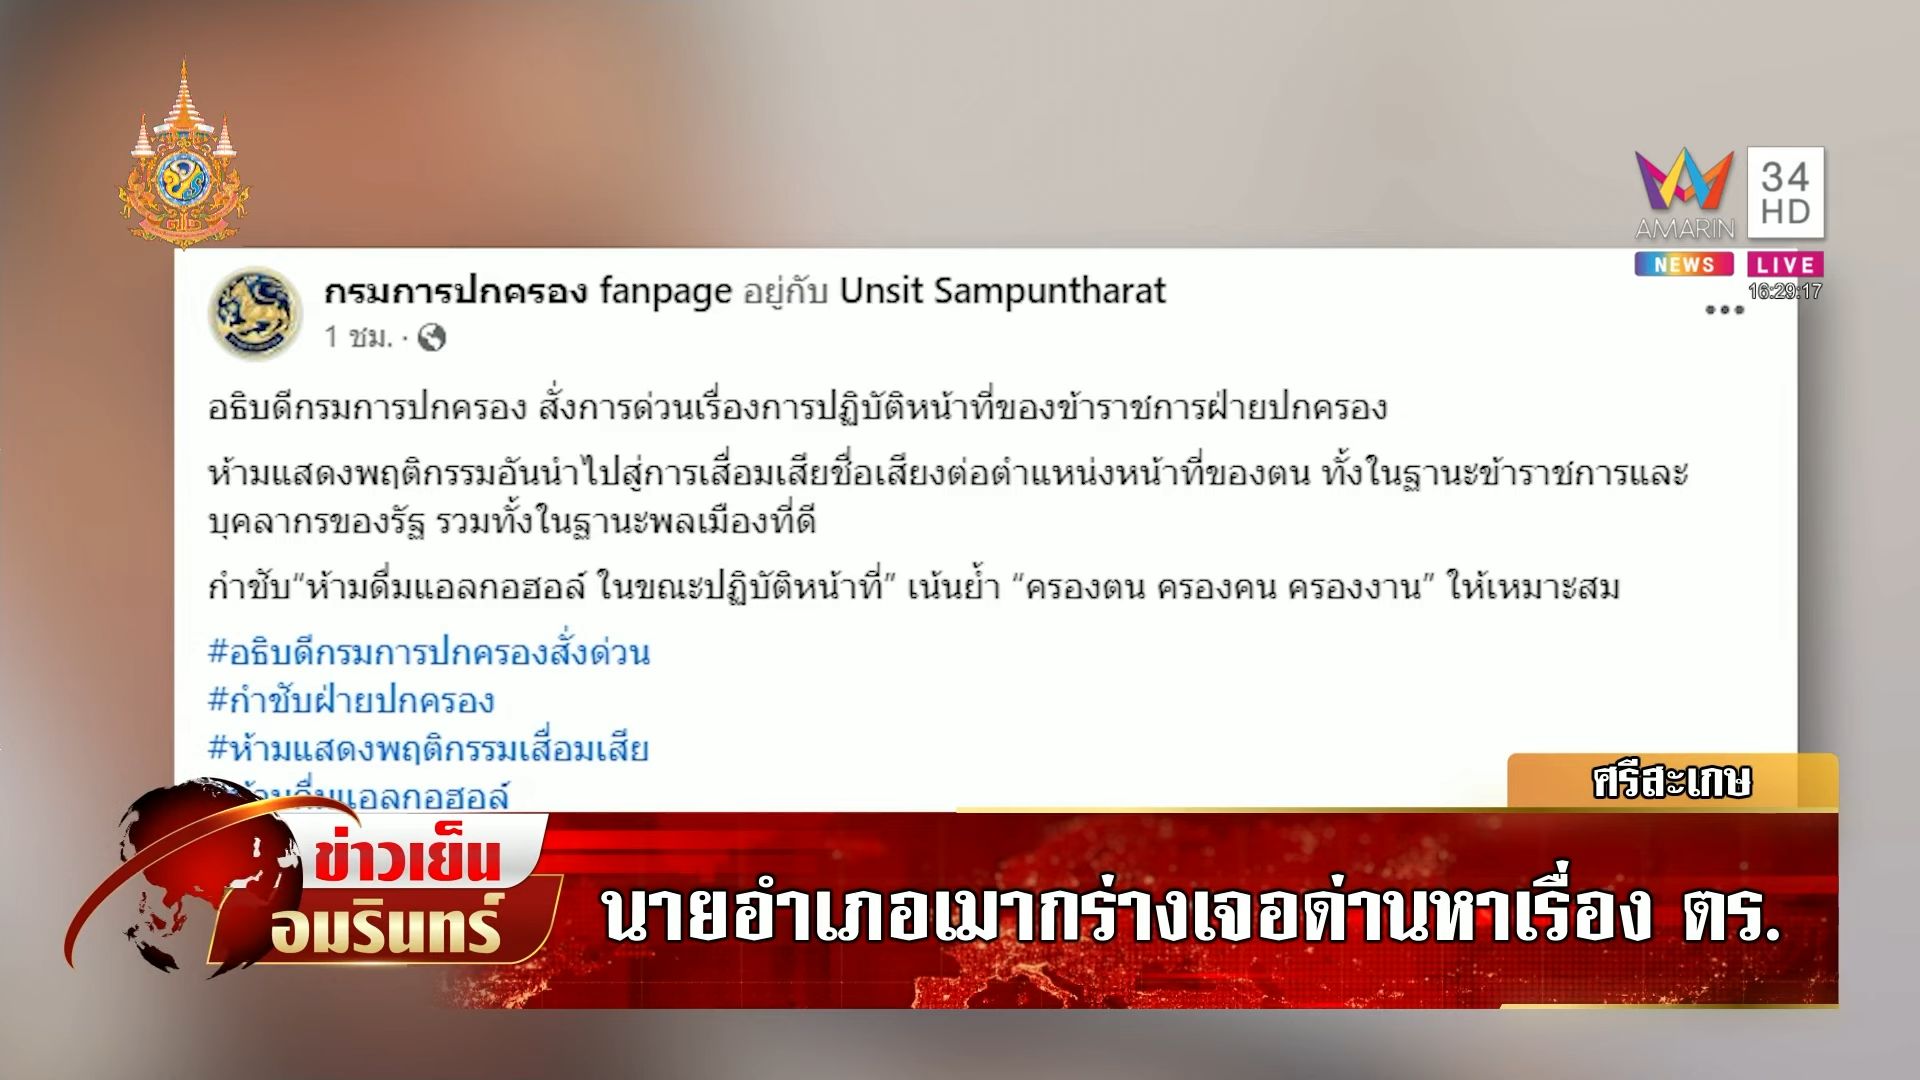 34
HD
AMARIN
NEWS LIVE
16:29:17
กรมการปกครอง fanpage อยู่กับ Unsit Sampuntharat
1 ชม. ·
อธิบดีกรมการปกครอง สั่งการด่วนเรื่องการปฏิบัติหน้าที่ของข้าราชการฝ่ายปกครอง
ห้ามแสดงพฤติกรรมอันนำไปสู่การเสื่อมเสียชื่อเสียงต่อตำแหน่งหน้าที่ของตน ทั้งในฐานะข้าราชการและ
บุคลากรของรัฐ รวมทั้งในฐานะพลเมืองที่ดี
กำชับ“ห้ามดื่มแอลกอฮอล์ ในขณะปฏิบัติหน้าที่” เน้นย้ำ “ครองตน ครองคน ครองงาน” ให้เหมาะสม
#อธิบดีกรมการปกครองสั่งด่วน
#กำชับฝ่ายปกครอง
#ห้ามแสดงพฤติกรรมเสื่อมเสีย
#ห้ามดื่มแอลกอฮอล์
ศรีสะเกษ
ข่าวเย็น
อมรินทร์
นายอำเภอเมากร่างเจอด่านหาเรื่อง ตร.